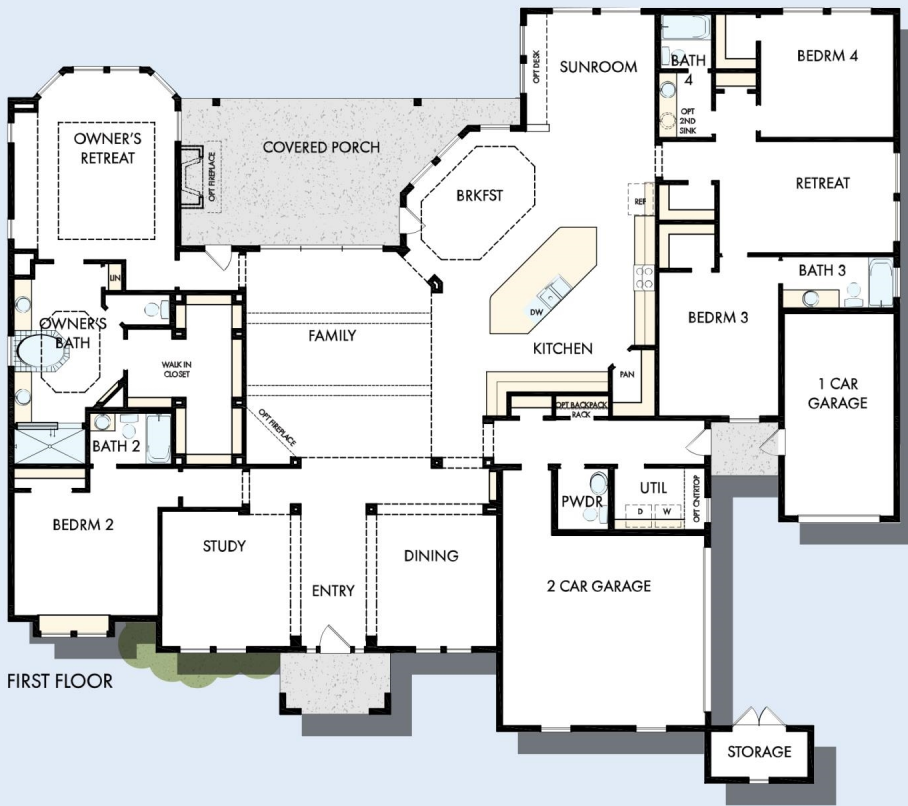 SUNROOM
OPT DESK
BATH
4
OPT
2ND
SINK
BEDRM 4
OWNER'S
RETREAT
COVERED PORCH
OPT FIREPLACE
BRKFST
REF
RETREAT
LIN
BATH 3
OWNER'S
BATH
DW
BEDRM 3
FAMILY
KITCHEN
WALK IN
CLOSET
PAN
1 CAR
GARAGE
OPT FIREPLACE
OPT BACKPACK
RACK
BATH 2
PWDR
UTIL
D
W
OPT CNTRTOP
BEDRM 2
STUDY
DINING
ENTRY
2 CAR GARAGE
FIRST FLOOR
STORAGE